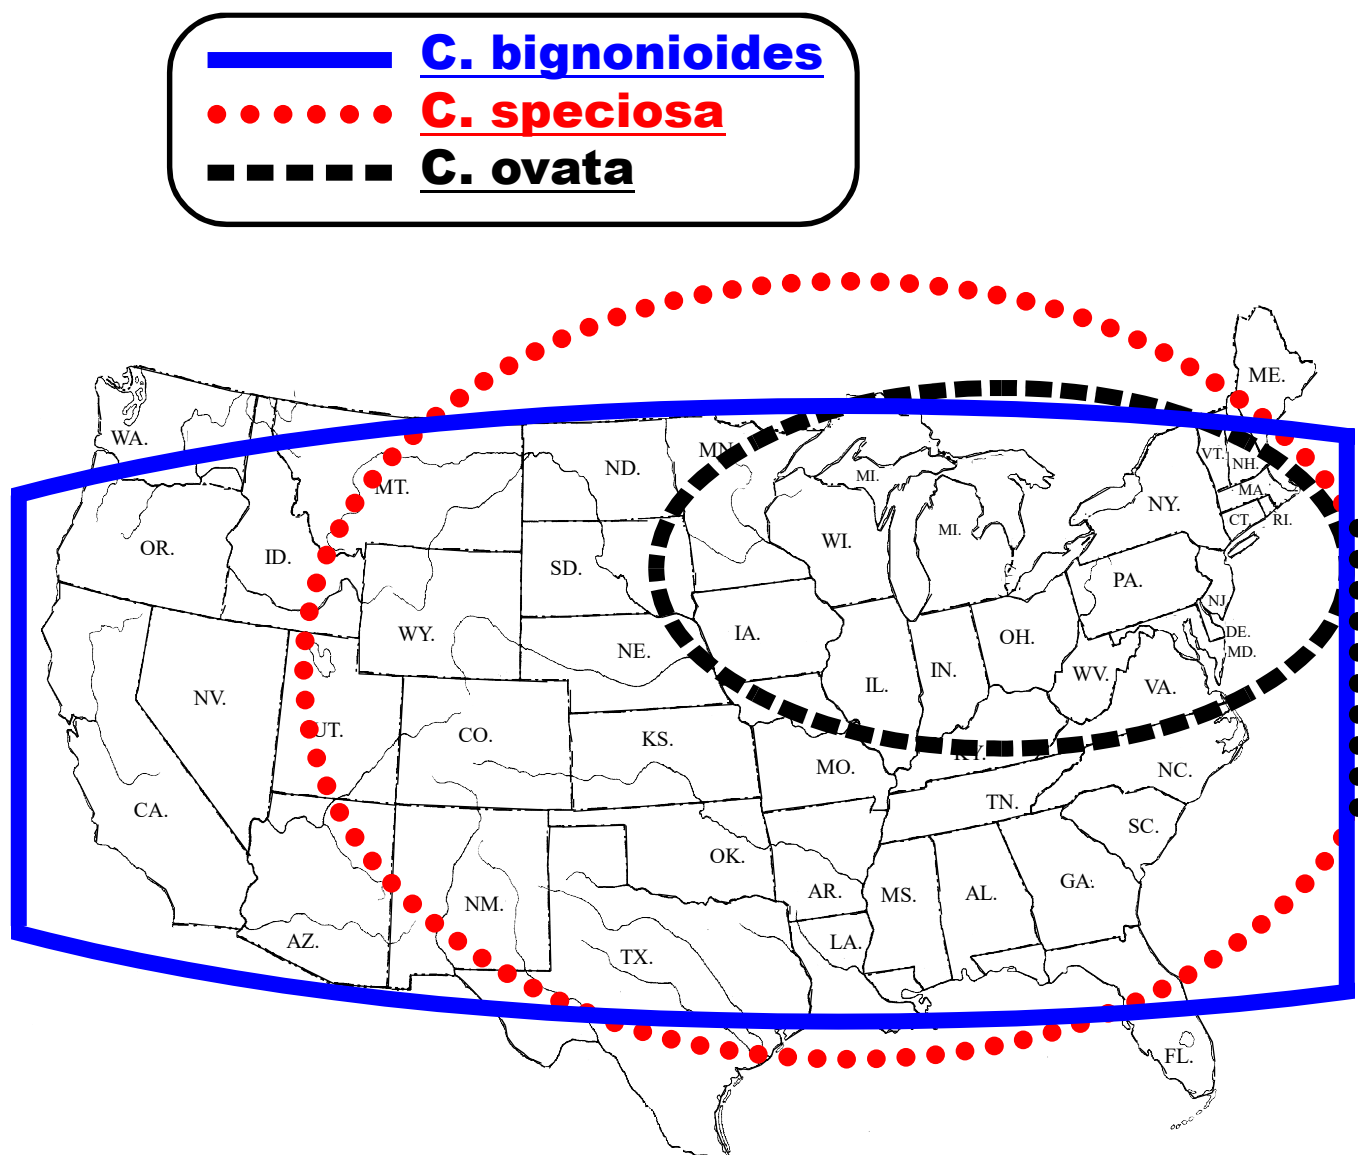 C. bignonioides
C. speciosa
C. ovata
ME.
WA.
MT.
ND.
MN.
MI.
VT.
NH.
MA.
NY.
CT.
RI.
OR.
ID.
SD.
WI.
MI.
PA.
NJ
WY.
NE.
IA.
IL.
IN.
OH.
WV.
VA.
DE.
MD.
NV.
UT.
CO.
KS.
MO.
KY.
NC.
CA.
TN.
SC.
OK.
AR.
MS.
AL.
GA.
AZ.
NM.
TX.
LA.
FL.